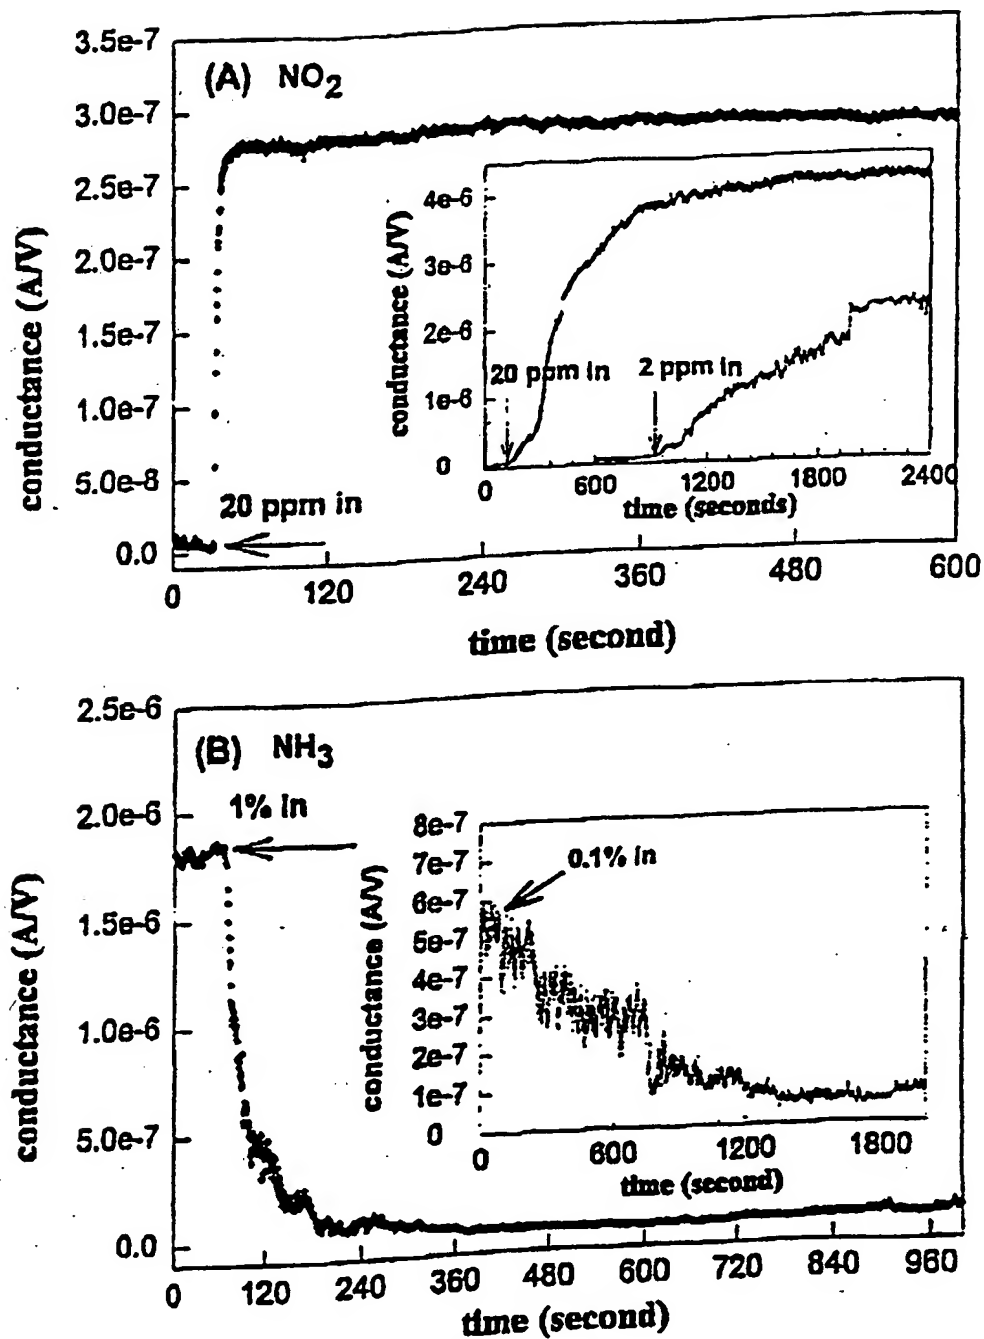 3.5e-7
3.0e-7
2.5e-7
2.0e-7
1.5e-7
1.0e-7
5.0e-8
0.0
conductance (A/V)
(A) NO2
20 ppm in
0 120 240 360 480 600
time (second)
4e-6
3e-6
2e-6
1e-6
0
conductance (A/V)
20 ppm in 2 ppm in
0 600 1200 1800 2400
time (seconds)
2.5e-6
2.0e-6
1.5e-6
1.0e-6
5.0e-7
0.0
conductance (A/V)
(B) NH3
1% in
0 120 240 360 480 600 720 840 960
time (second)
8e-7
7e-7
6e-7
5e-7
4e-7
3e-7
2e-7
1e-7
0
conductance (A/V)
0.1% in
0 600 1200 1800
time (second)